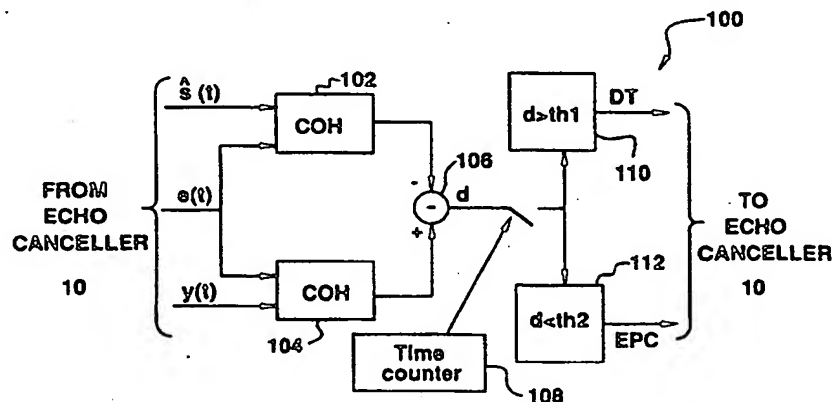 100
ŝ(t)
102
COH
d>th1
DT
110
106
-
-
d
+
FROM
ECHO
CANCELLER
10
e(t)
TO
ECHO
CANCELLER
10
y(t)
COH
104
112
d<th2
EPC
Time
counter
108